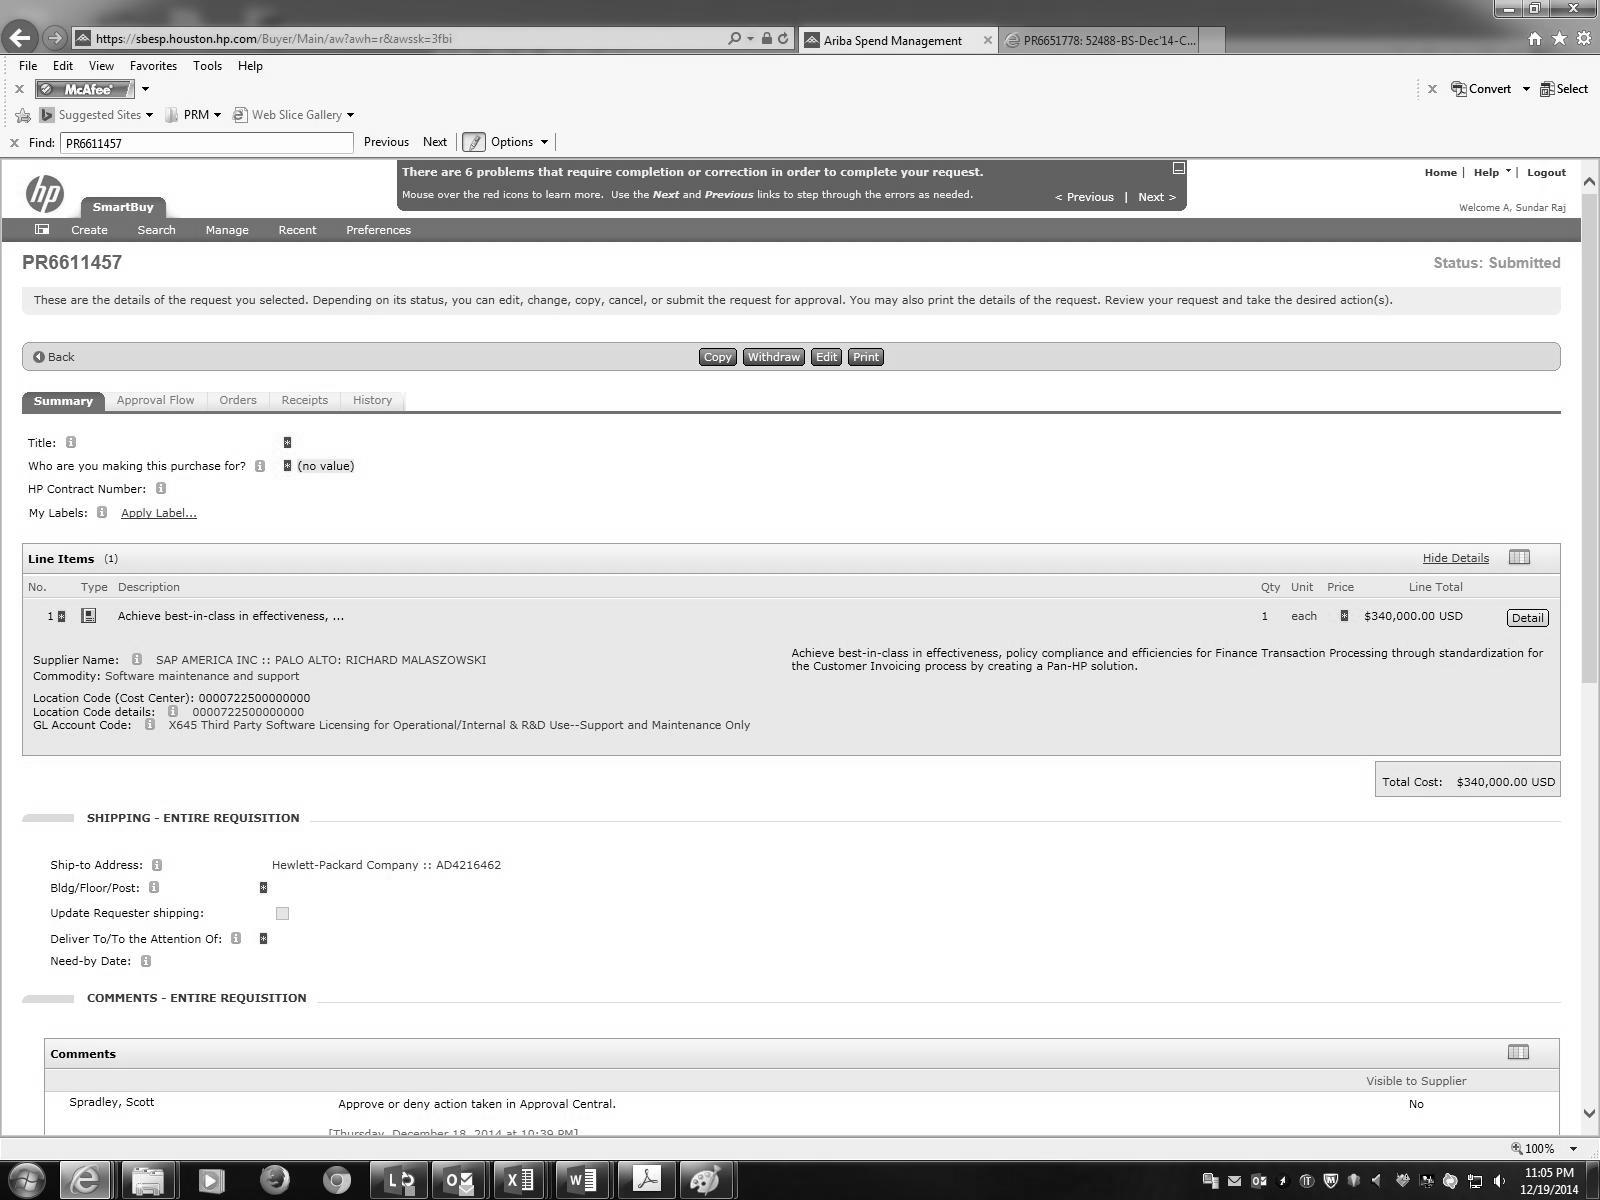 https://sbesp.houston.hp.com/Buyer/Main/aw?awh=r&awssk=3fbi
Ariba Spend Management
PR6651778: 52488-BS-Dec'14-C...
File Edit View Favorites Tools Help
McAfee
Convert Select
Suggested Sites PRM Web Slice Gallery
Find: PR6611457 Previous Next Options
There are 6 problems that require completion or correction in order to complete your request.
Mouse over the red icons to learn more. Use the Next and Previous links to step through the errors as needed.
< Previous | Next >
Home | Help | Logout
hp
SmartBuy
Welcome A, Sundar Raj
Create Search Manage Recent Preferences
PR6611457
Status: Submitted
These are the details of the request you selected. Depending on its status, you can edit, change, copy, cancel, or submit the request for approval. You may also print the details of the request. Review your request and take the desired action(s).
Back
Copy Withdraw Edit Print
Summary Approval Flow Orders Receipts History
Title: *
Who are you making this purchase for? * (no value)
HP Contract Number:
My Labels: Apply Label...
Line Items (1)
Hide Details
No. Type Description Qty Unit Price Line Total
1 * Achieve best-in-class in effectiveness, ... 1 each * $340,000.00 USD Detail
Supplier Name: SAP AMERICA INC :: PALO ALTO: RICHARD MALASZOWSKI
Commodity: Software maintenance and support
Location Code (Cost Center): 0000722500000000
Location Code details: 0000722500000000
GL Account Code: X645 Third Party Software Licensing for Operational/Internal & R&D Use--Support and Maintenance Only
Achieve best-in-class in effectiveness, policy compliance and efficiencies for Finance Transaction Processing through standardization for
the Customer Invoicing process by creating a Pan-HP solution.
Total Cost: $340,000.00 USD
SHIPPING - ENTIRE REQUISITION
Ship-to Address: Hewlett-Packard Company :: AD4216462
Bldg/Floor/Post: *
Update Requester shipping:
Deliver To/To the Attention Of: *
Need-by Date:
COMMENTS - ENTIRE REQUISITION
Comments
Visible to Supplier
Spradley, Scott Approve or deny action taken in Approval Central. No
[Thursday, December 18, 2014 at 10:39 PM]
100%
11:05 PM
12/19/2014